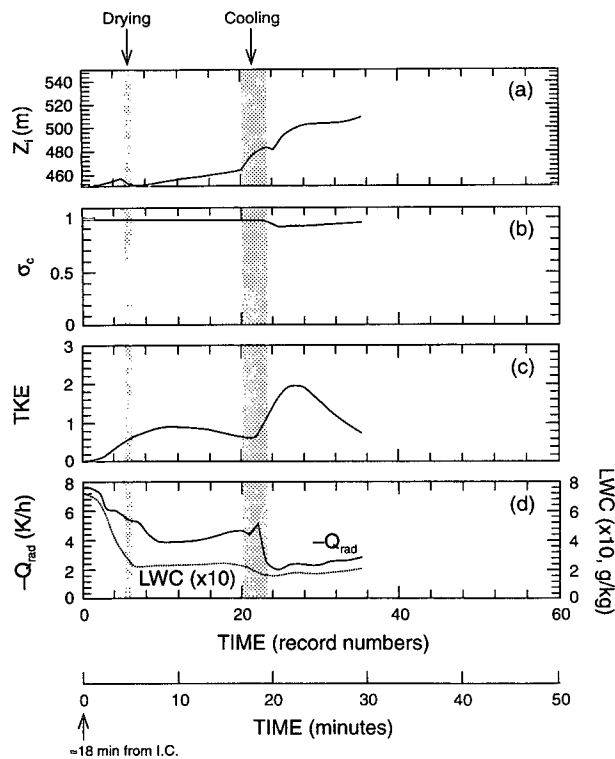 Drying Cooling
540
520
500
480
460
Z_i (m)
(a)
1
0.5
0
σ_c
(b)
3
2
1
0
TKE
(c)
8
6
4
2
0
–Q_rad (K/h)
(d)
–Q_rad
LWC (x10)
8
6
4
2
0
LWC (x10, g/kg)
0 20 40 60
TIME (record numbers)
0 10 20 30 40 50
TIME (minutes)
≈18 min from I.C.